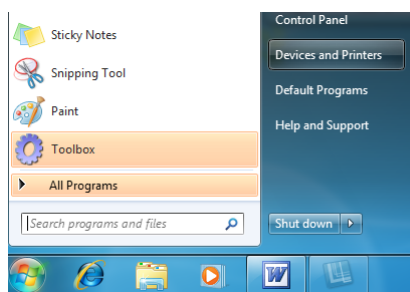 Sticky Notes
Snipping Tool
Paint
Toolbox
All Programs
Search programs and files
Control Panel
Devices and Printers
Default Programs
Help and Support
Shut down
W